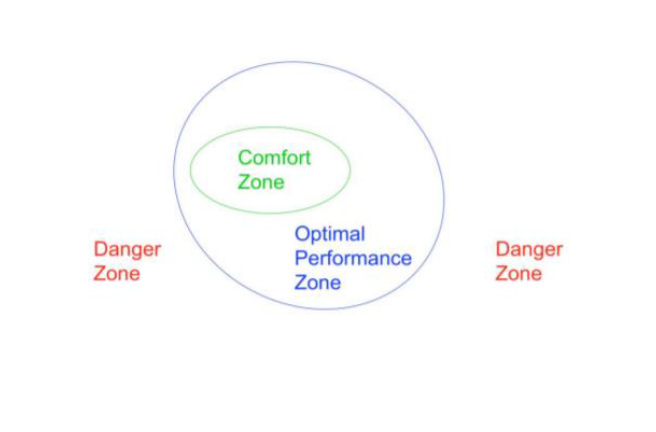 Comfort
Zone
Optimal
Performance
Zone
Danger
Zone
Danger
Zone